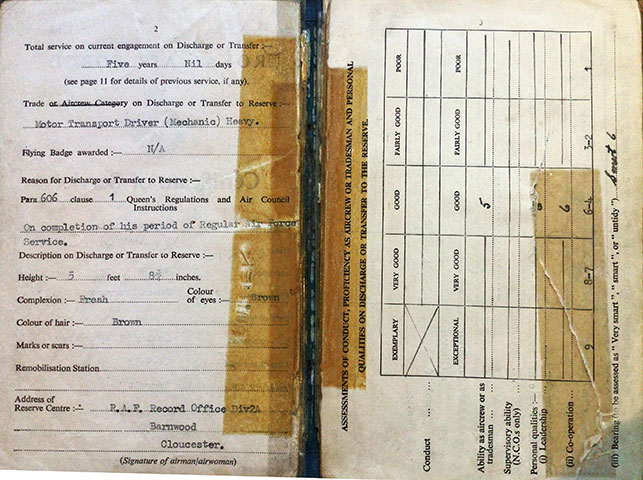 2
Total service on current engagement on Discharge or Transfer :—
Five years Nil days
(see page 11 for details of previous service, if any).
Trade or Aircrew Category on Discharge or Transfer to Reserve :—
Motor Transport Driver (Mechanic) Heavy.
Flying Badge awarded :— N/A
Reason for Discharge or Transfer to Reserve :—
Para 606 clause 1 Queen's Regulations and Air Council
Instructions
On completion of his period of Regular Air Force
Service.
Description on Discharge or Transfer to Reserve :—
Height :— 5 feet inches.
Complexion :— Fresh Colour of eyes :— Brown
Colour of hair :— Brown
Marks or scars :—
Remobilisation Station
Address of
Reserve Centre :— R.A.F. Record Office Div2A
Barnwood
Gloucester.
(Signature of airman/airwoman)
3
ASSESSMENTS OF CONDUCT, PROFICIENCY AS AIRCREW OR TRADESMAN AND PERSONAL
QUALITIES ON DISCHARGE OR TRANSFER TO THE RESERVE.
EXEMPLARY VERY GOOD GOOD FAIRLY GOOD POOR
Conduct ... ...
EXCEPTIONAL VERY GOOD GOOD FAIRLY GOOD POOR
Ability as aircrew or as
tradesman ... ... 5
Supervisory ability
(N.C.O.s only) ...
Personal qualities :—
(i) Leadership ...
(ii) Co-operation ... 6
9 8–7 6–4 3–2 1
(iii) Bearing (to be assessed as "Very smart", "smart", or "untidy") Smart 6